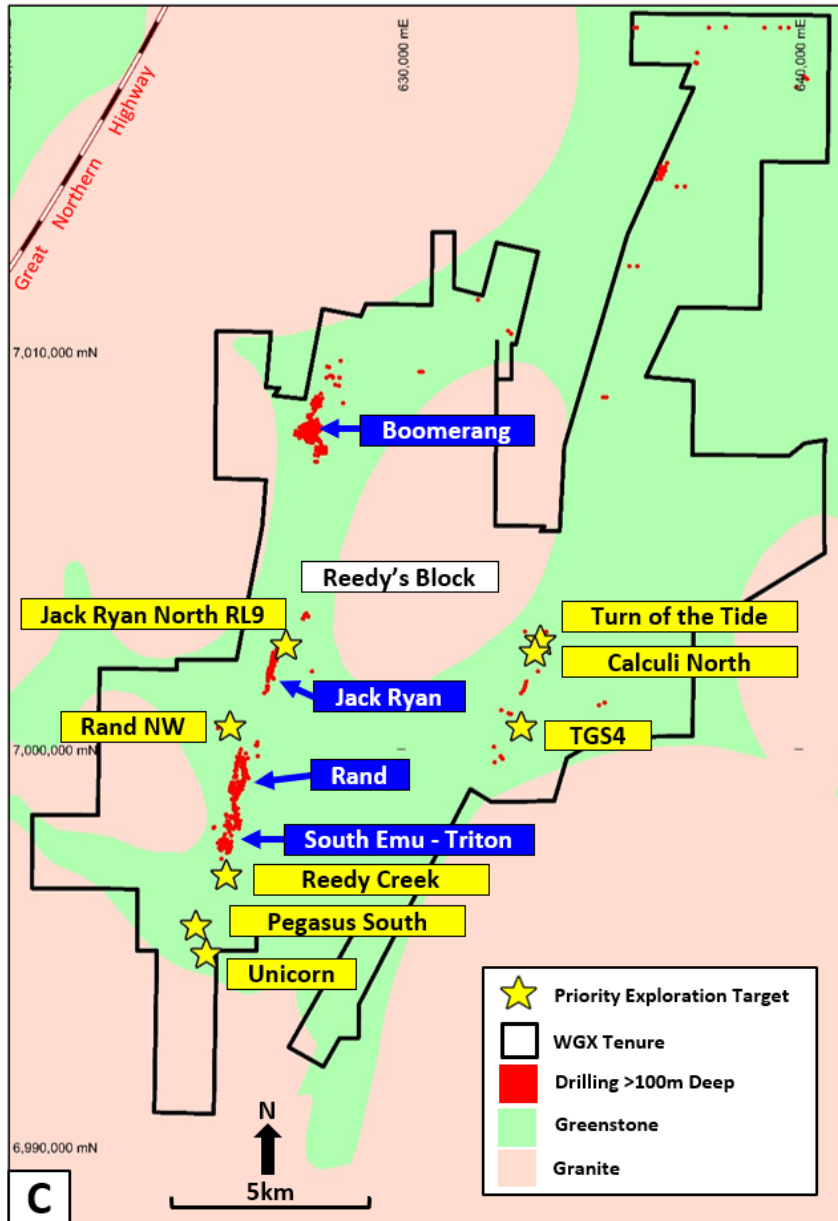 630,000 mE
640,000 mE
Great Northern Highway
7,010,000 mN
Boomerang
Reedy's Block
Jack Ryan North RL9
Turn of the Tide
Calculi North
Jack Ryan
Rand NW
TGS4
7,000,000 mN
Rand
South Emu - Triton
Reedy Creek
Pegasus South
Unicorn
Priority Exploration Target
WGX Tenure
Drilling >100m Deep
Greenstone
Granite
6,990,000 mN
N
5km
C